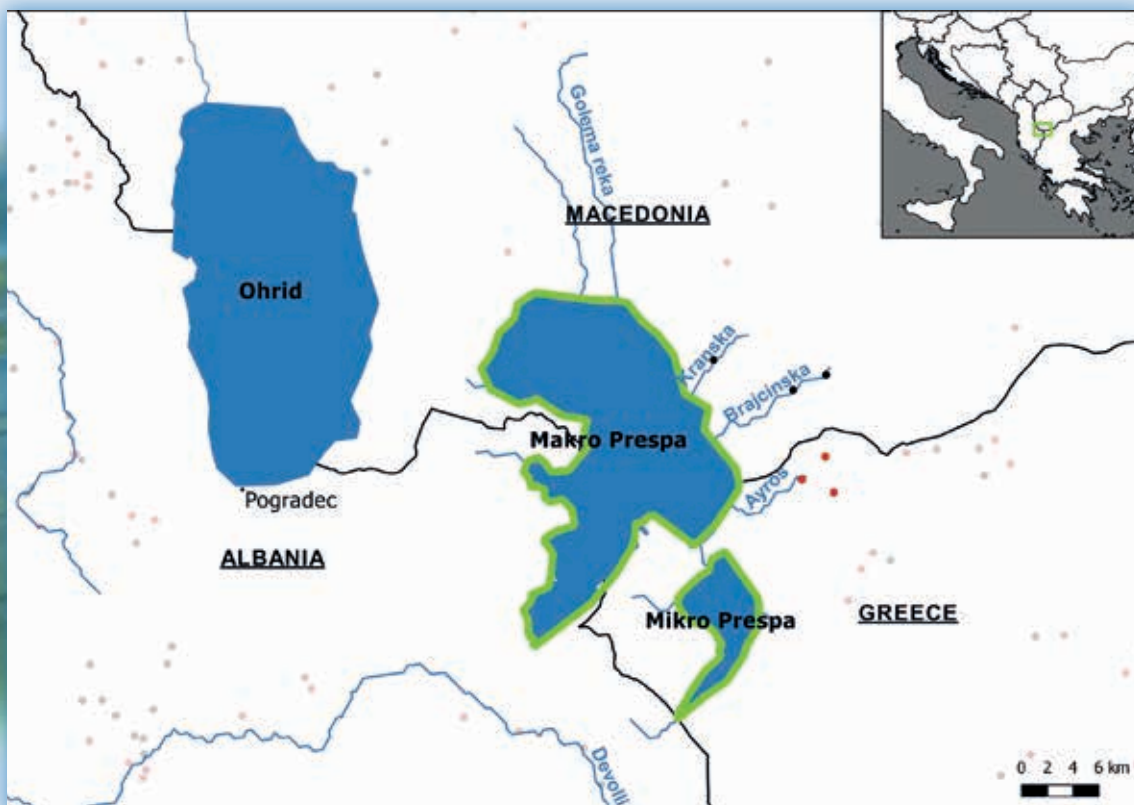 Golema reka
MACEDONIA
Ohrid
Kranska
Brajcinska
Makro Prespa
Ayros
Pogradec
ALBANIA
Mikro Prespa
GREECE
Devolli
0 2 4 6 km